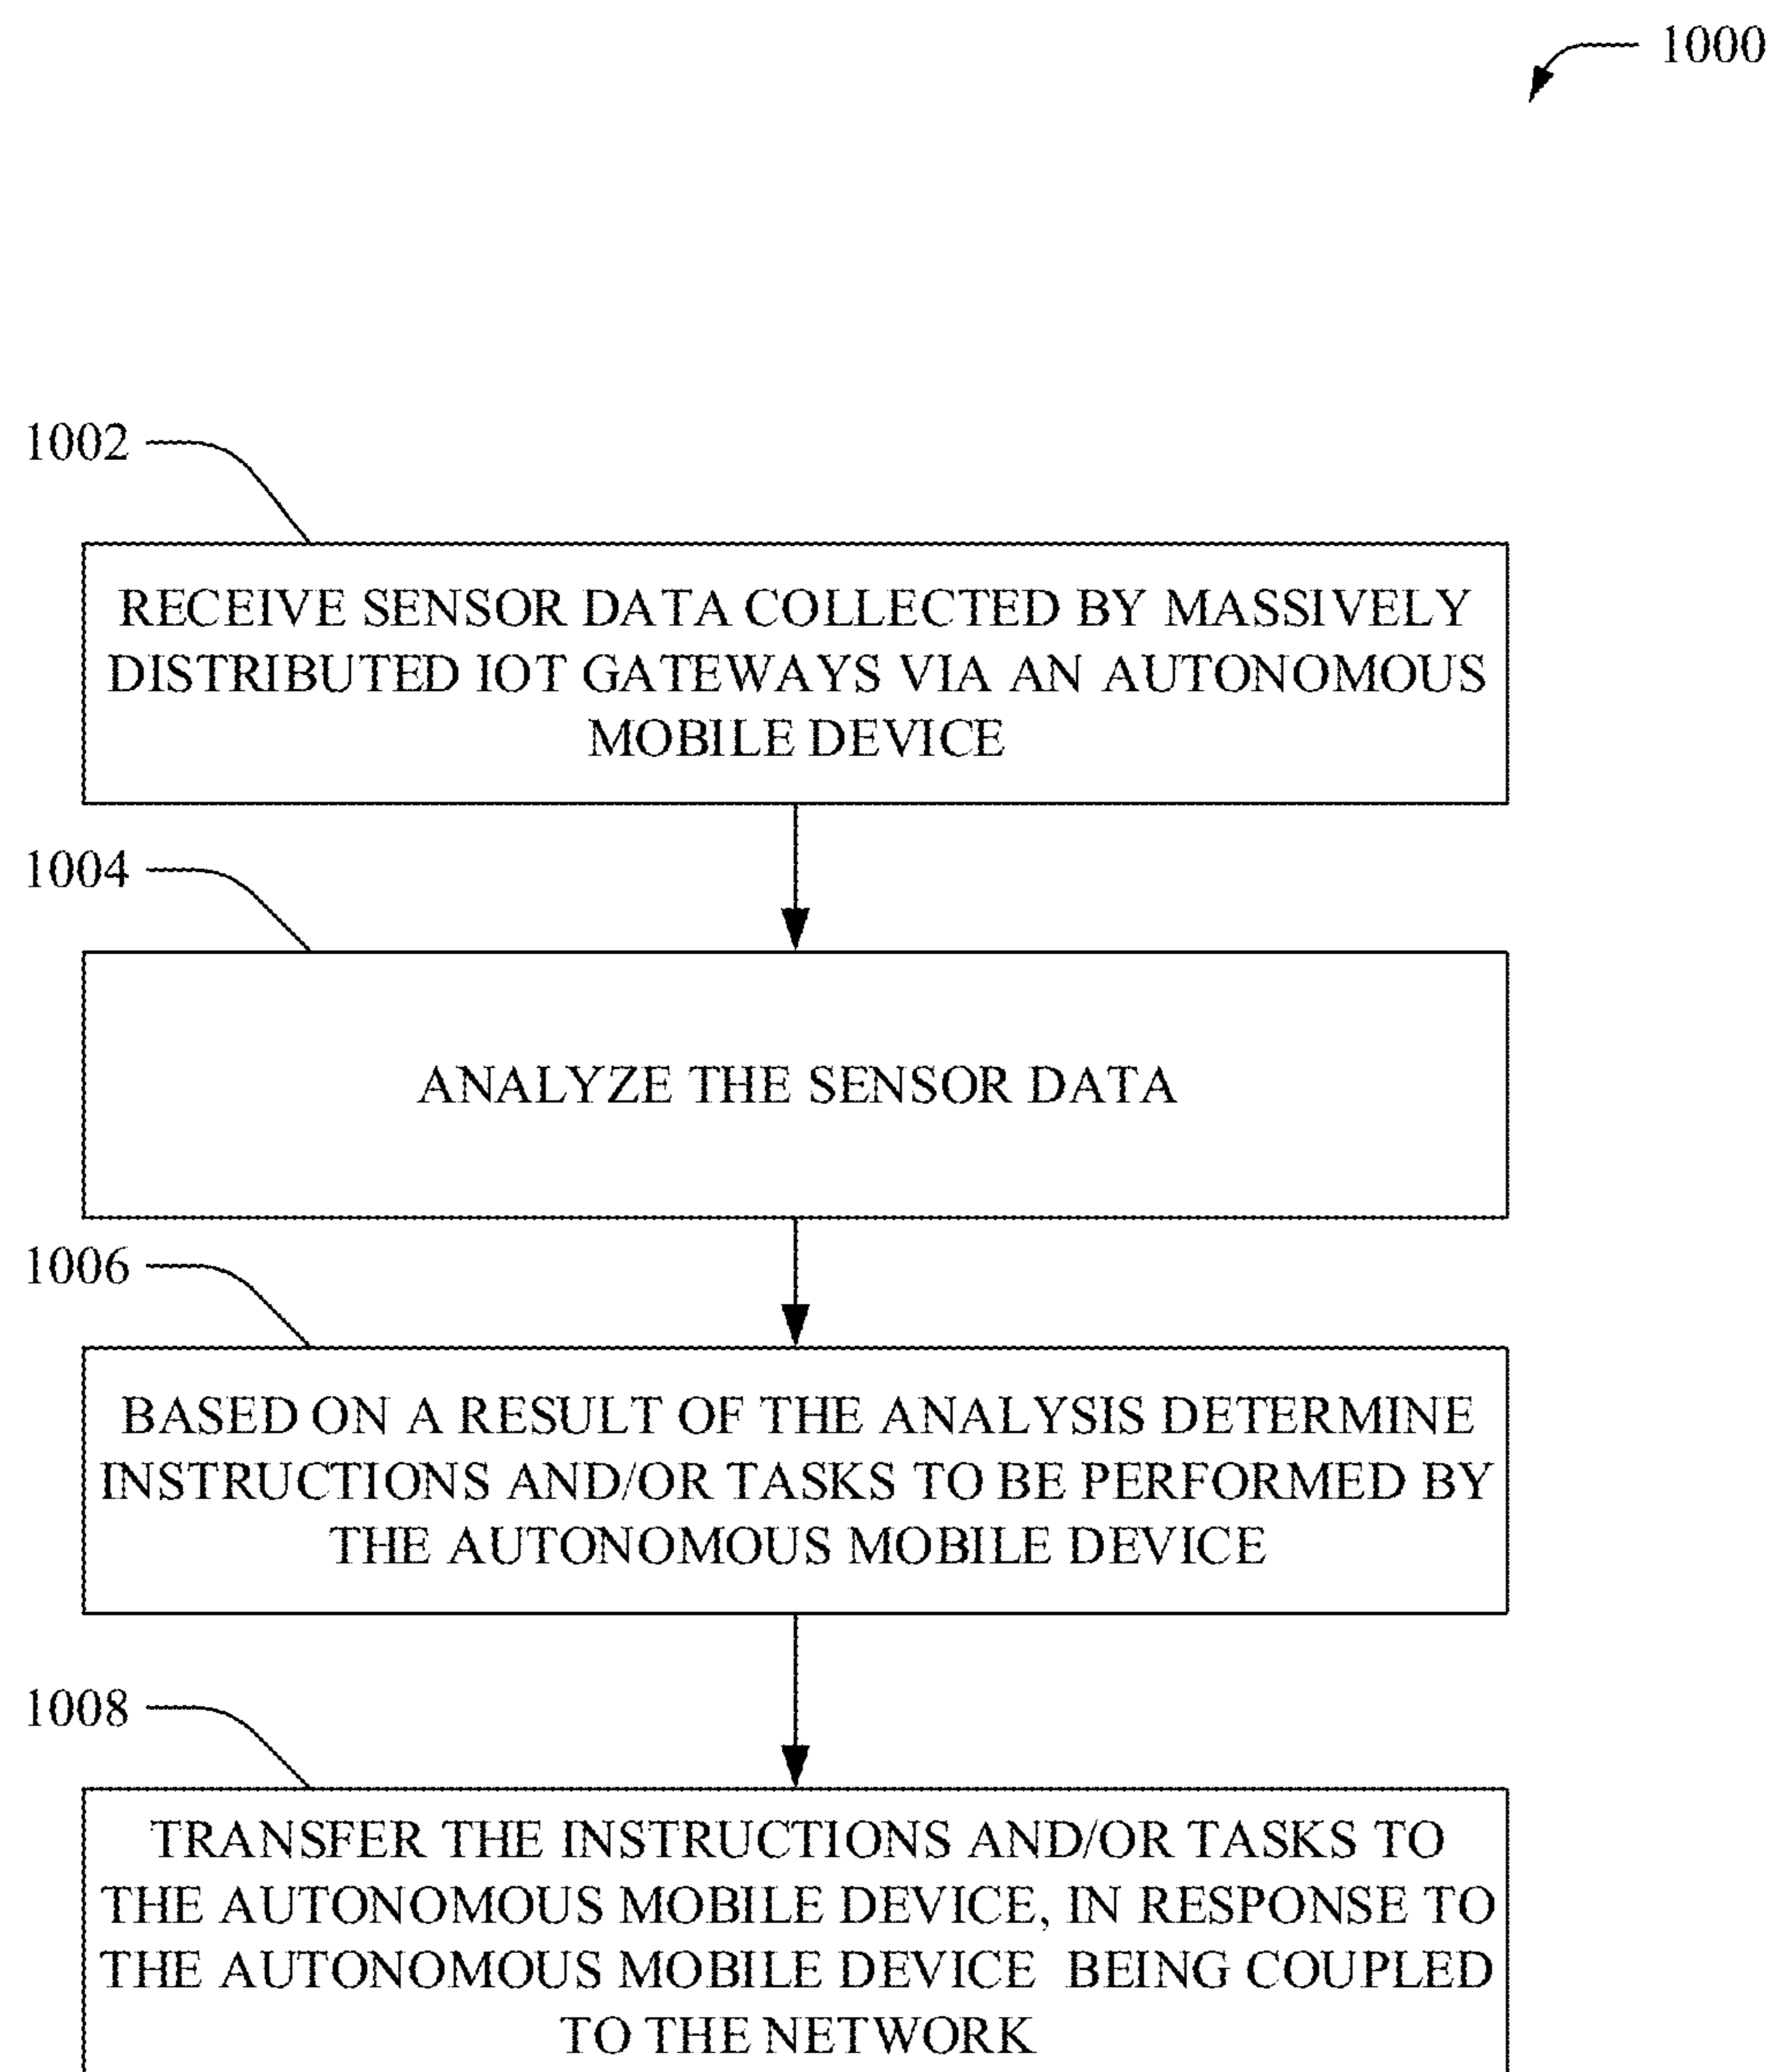 1000
1002
RECEIVE SENSOR DATA COLLECTED BY MASSIVELY
DISTRIBUTED IOT GATEWAYS VIA AN AUTONOMOUS
MOBILE DEVICE
1004
ANALYZE THE SENSOR DATA
1006
BASED ON A RESULT OF THE ANALYSIS DETERMINE
INSTRUCTIONS AND/OR TASKS TO BE PERFORMED BY
THE AUTONOMOUS MOBILE DEVICE
1008
TRANSFER THE INSTRUCTIONS AND/OR TASKS TO
THE AUTONOMOUS MOBILE DEVICE, IN RESPONSE TO
THE AUTONOMOUS MOBILE DEVICE BEING COUPLED
TO THE NETWORK